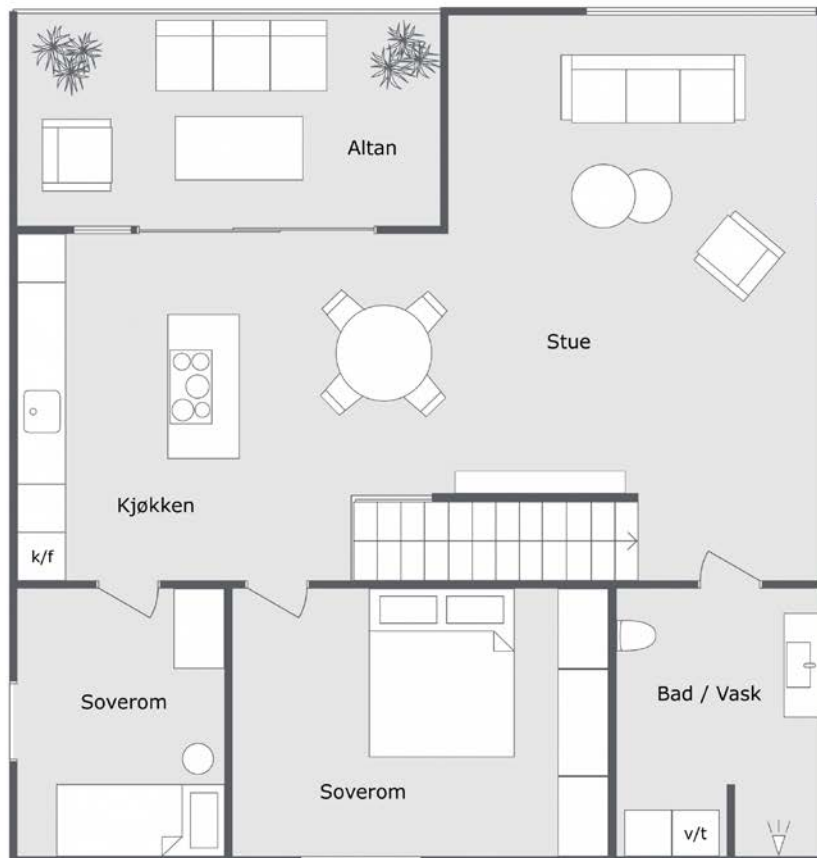 Altan
Stue
Kjøkken
k/f
Soverom
Bad / Vask
Soverom
v/t